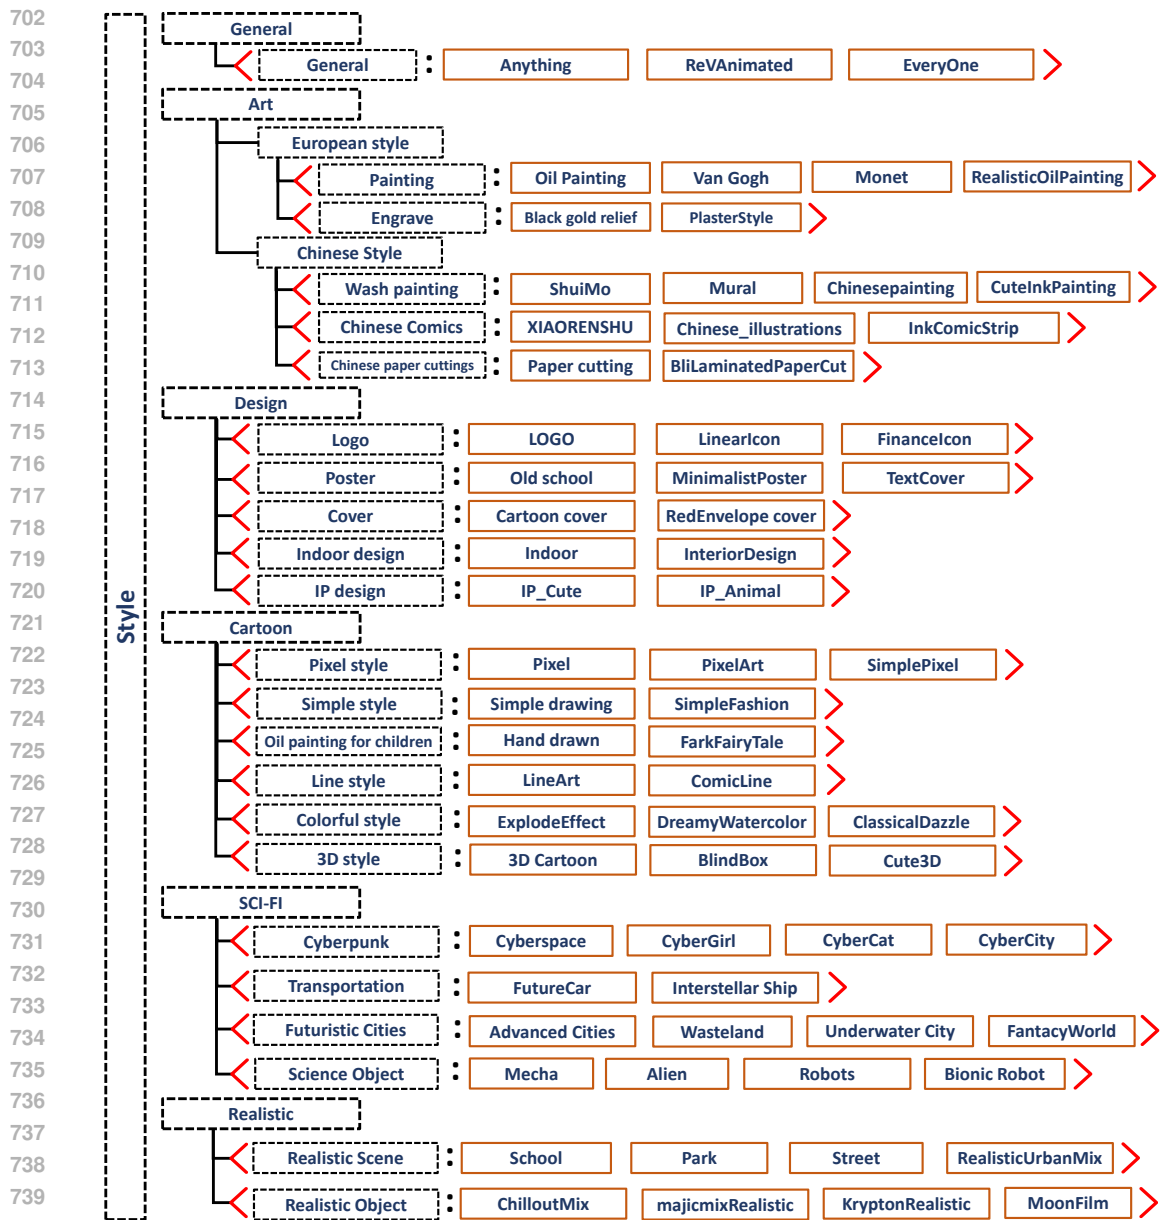 702
703
704
705
706
707
708
709
710
711
712
713
714
715
716
717
718
719
720
721
722
723
724
725
726
727
728
729
730
731
732
733
734
735
736
737
738
739
Style
General
General : Anything ReVAnimated EveryOne
Art
European style
Painting : Oil Painting Van Gogh Monet RealisticOilPainting
Engrave : Black gold relief PlasterStyle
Chinese Style
Wash painting : ShuiMo Mural Chinesepainting CuteInkPainting
Chinese Comics : XIAORENSHU Chinese_illustrations InkComicStrip
Chinese paper cuttings : Paper cutting BliLaminatedPaperCut
Design
Logo : LOGO LinearIcon FinanceIcon
Poster : Old school MinimalistPoster TextCover
Cover : Cartoon cover RedEnvelope cover
Indoor design : Indoor InteriorDesign
IP design : IP_Cute IP_Animal
Cartoon
Pixel style : Pixel PixelArt SimplePixel
Simple style : Simple drawing SimpleFashion
Oil painting for children : Hand drawn FarkFairyTale
Line style : LineArt ComicLine
Colorful style : ExplodeEffect DreamyWatercolor ClassicalDazzle
3D style : 3D Cartoon BlindBox Cute3D
SCI-FI
Cyberpunk : Cyberspace CyberGirl CyberCat CyberCity
Transportation : FutureCar Interstellar Ship
Futuristic Cities : Advanced Cities Wasteland Underwater City FantacyWorld
Science Object : Mecha Alien Robots Bionic Robot
Realistic
Realistic Scene : School Park Street RealisticUrbanMix
Realistic Object : ChilloutMix majicmixRealistic KryptonRealistic MoonFilm